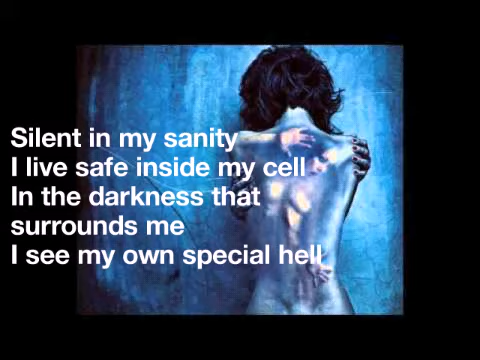 Silent in my sanity
I live safe inside my cell
In the darkness that
surrounds me
I see my own special hell